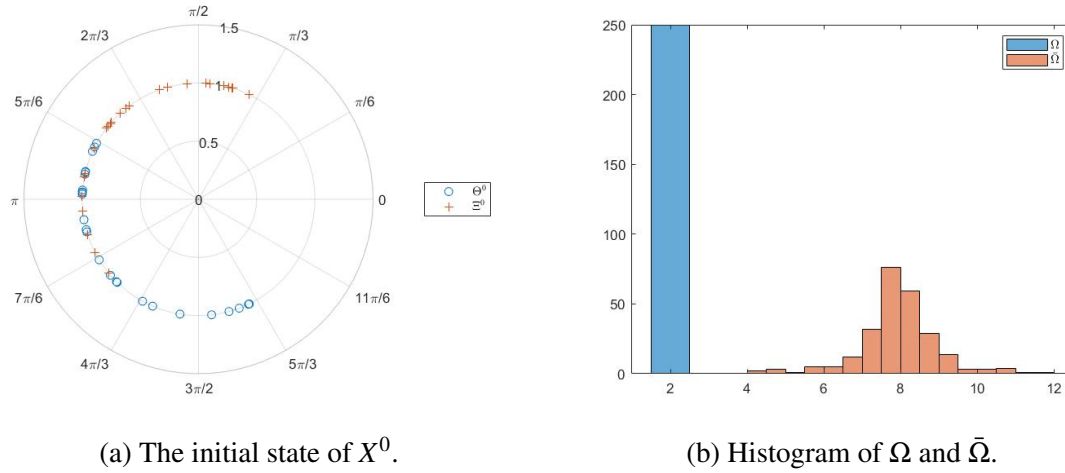 π/2
1.5
2π/3
π/3
1
5π/6
π/6
0.5
π
0
0
Θ⁰
Ξ⁰
7π/6
11π/6
4π/3
5π/3
3π/2
250
200
150
100
50
0
2
4
6
8
10
12
Ω
Ω̄
(a) The initial state of X⁰.
(b) Histogram of Ω and Ω̄.